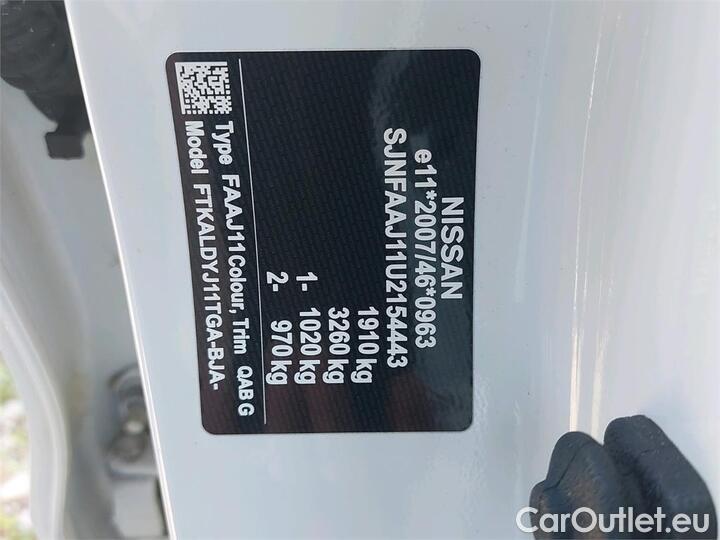 NISSAN
e11*2007/46*0963
SJNFAAJ11U2154443
1910 kg
3260 kg
1- 1020 kg
2- 970 kg
Type FAAJ11 Colour, Trim QAB G
Model FTKALDYJ11TGA-BJA-
CarOutlet.eu